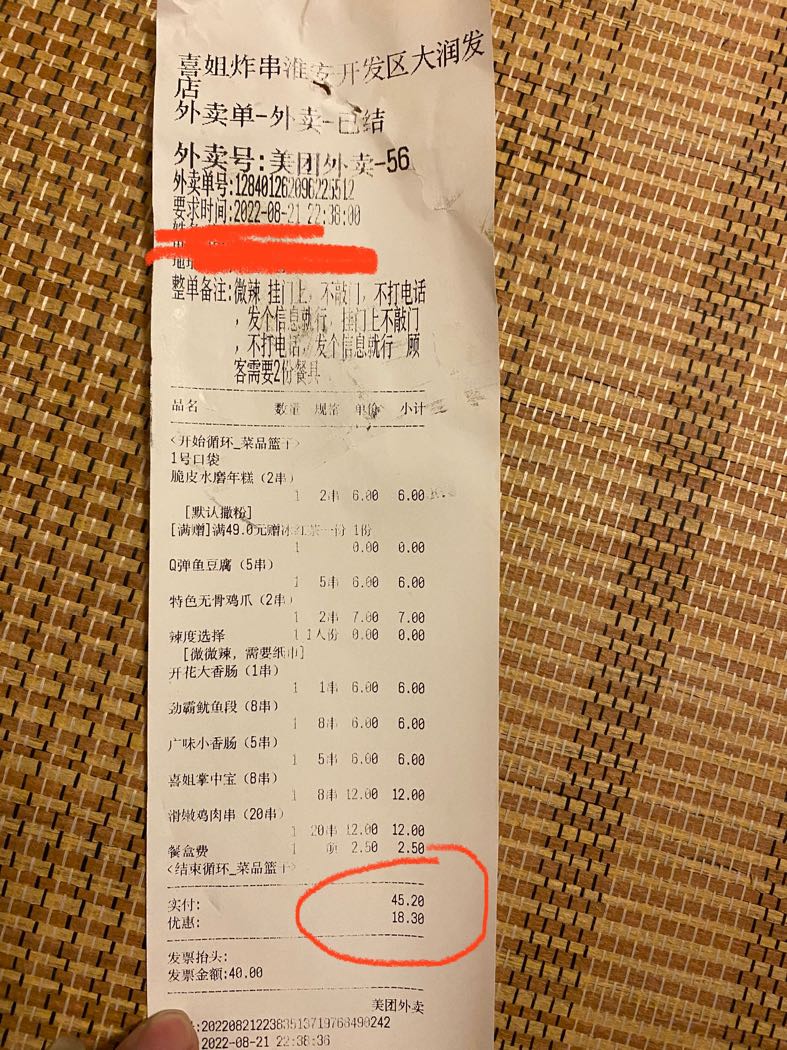 喜姐炸串淮安开发区大润发
店
外卖单-外卖-已结
外卖号:美团外卖-56
要求时间:2022-08-21 22:38:00
整单备注:微辣 挂门上，不敲门，不打电话
，发个信息就行，挂门上不敲门
，不打电话，发个信息就行 顾
客需要2份餐具
品名 数量 规格 单价 小计
<开始循环_菜品篮子>
1号口袋
脆皮水磨年糕（2串）
1 2串 6.00 6.00
[默认撒粉]
[满赠]满49.0元赠冰红茶一份 1份
1 0.00 0.00
Q弹鱼豆腐（5串）
1 5串 6.00 6.00
特色无骨鸡爪（2串）
1 2串 7.00 7.00
辣度选择 1 1人份 0.00 0.00
[微微辣，需要纸巾]
开花大香肠（1串）
1 1串 6.00 6.00
劲霸鱿鱼段（8串）
1 8串 6.00 6.00
广味小香肠（5串）
1 5串 6.00 6.00
喜姐掌中宝（8串）
1 8串 12.00 12.00
滑嫩鸡肉串（20串）
1 20串 12.00 12.00
餐盒费 1 项 2.50 2.50
<结束循环_菜品篮子>
实付: 45.20
优惠: 18.30
发票抬头:
发票金额:40.00
美团外卖
2022-08-21 22:38:36